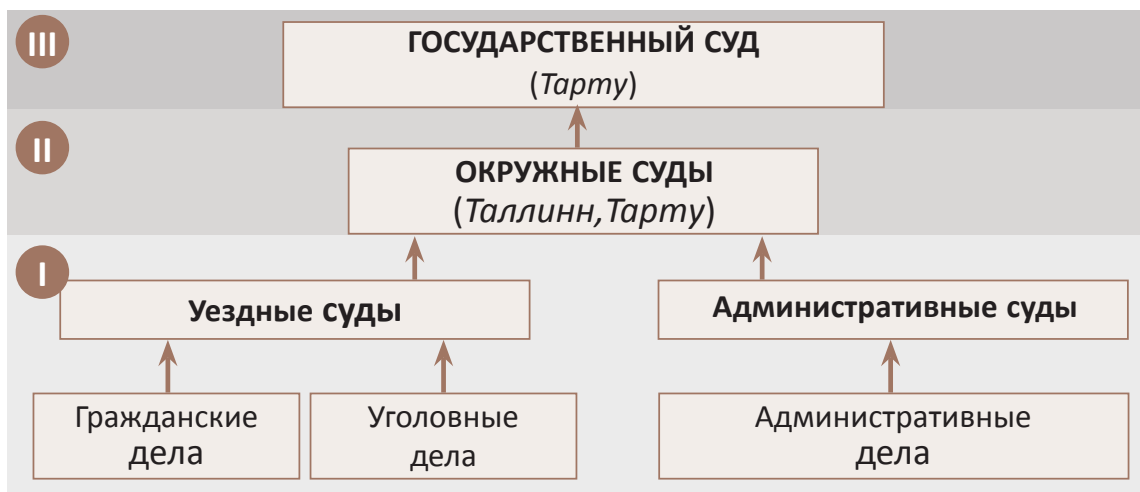 III
ГОСУДАРСТВЕННЫЙ СУД
(Тарту)
II
ОКРУЖНЫЕ СУДЫ
(Таллинн,Тарту)
I
Уездные суды
Административные суды
Гражданские
дела
Уголовные
дела
Административные
дела